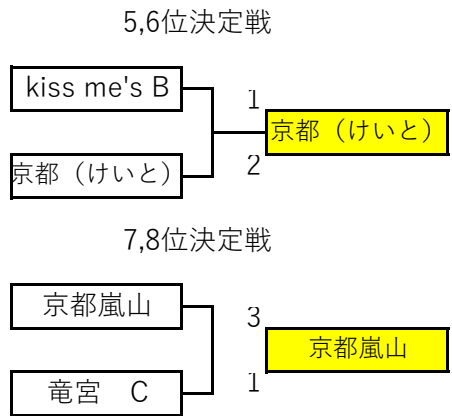 5,6位決定戦
kiss me's B
1
京都（けいと）
京都（けいと）
2
7,8位決定戦
京都嵐山
3
京都嵐山
竜宮　C
1